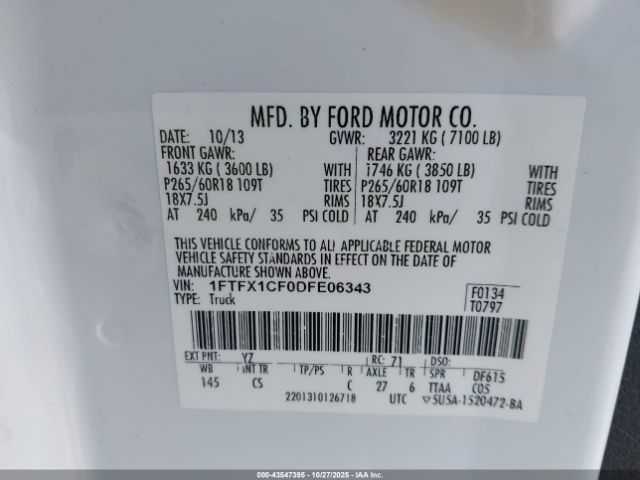 MFD. BY FORD MOTOR CO.
DATE: 10/13 GVWR: 3221 KG ( 7100 LB)
FRONT GAWR: REAR GAWR:
1633 KG ( 3600 LB) WITH 1746 KG ( 3850 LB) WITH
P265/60R18 109T TIRES P265/60R18 109T TIRES
18X7.5J RIMS 18X7.5J RIMS
AT 240 kPa/ 35 PSI COLD AT 240 kPa/ 35 PSI COLD
THIS VEHICLE CONFORMS TO ALL APPLICABLE FEDERAL MOTOR
VEHICLE SAFETY STANDARDS IN EFFECT ON THE DATE OF
MANUFACTURE SHOWN ABOVE.
VIN: 1FTFX1CF0DFE06343 F0134
TYPE: Truck T0797
EXT PNT: YZ RC: 71 DSO:
WB INT TR TP/PS R AXLE TR SPR DF615
145 CS C 27 6 TTAA COS
2201310126718 UTC ▽5U5A-1520472-BA
000-43547395 - 10/27/2025 - IAA Inc.